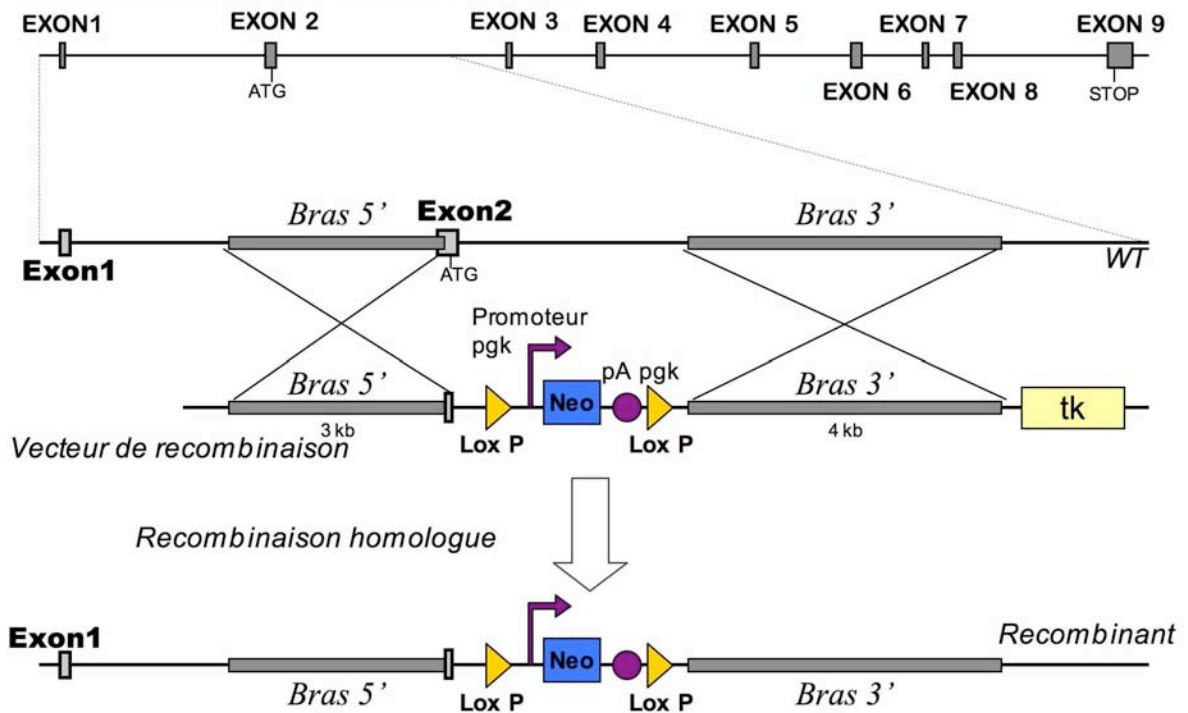 EXON1 EXON 2 EXON 3 EXON 4 EXON 5 EXON 7 EXON 9
ATG EXON 6 EXON 8 STOP
Bras 5’ Exon2 Bras 3’
Exon1 ATG WT
Promoteur
pgk
pA pgk
Bras 5’ Neo Bras 3’ tk
3 kb Lox P Lox P 4 kb
Vecteur de recombinaison
Recombinaison homologue
Exon1 Neo Recombinant
Bras 5’ Lox P Lox P Bras 3’